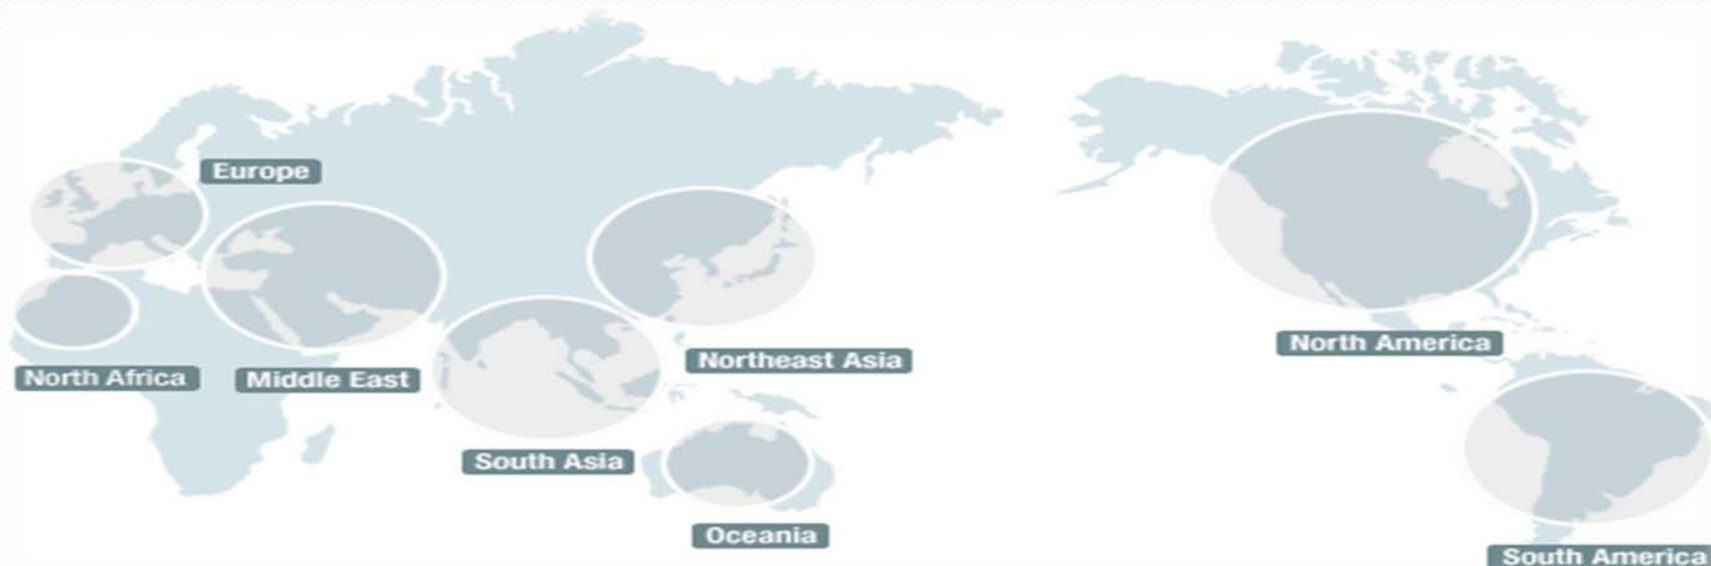 Europe
North America
Northeast Asia
North Africa
Middle East
South Asia
Oceania
South America